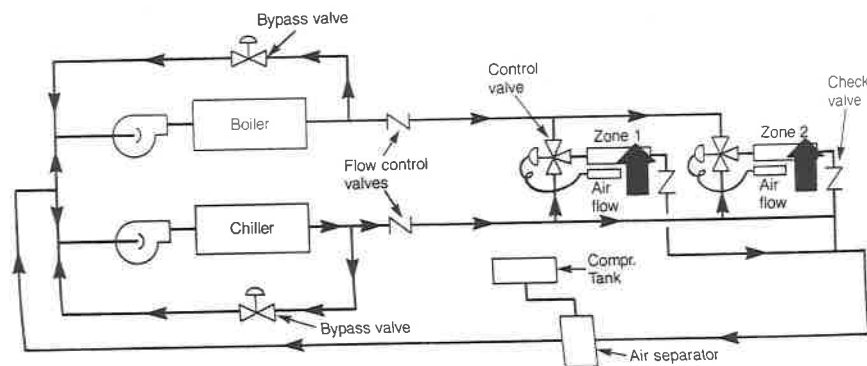 Bypass valve
Control
valve
Check
valve
Boiler
Zone 1
Zone 2
Flow control
valves
Air
flow
Air
flow
Chiller
Compr.
Tank
Bypass valve
Air separator